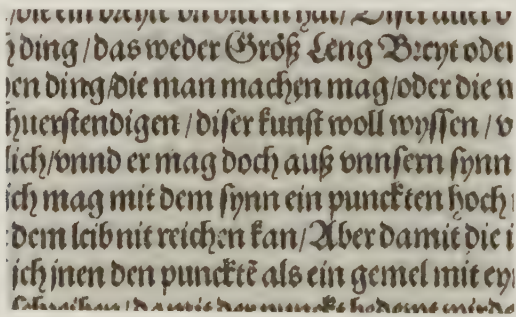 ding / das weder Größ Leng Breyt oder
en ding / die man machen mag / oder die n
huerstendigen / diser kunst woll wyssen / v
lich / vnnd er mag doch auß vnnsern synn
ich mag mit dem synn ein punckten hoch
dem leib nit reichen kan / Aber damit die i
ich jnen den punckt̄e als ein gemel mit ey